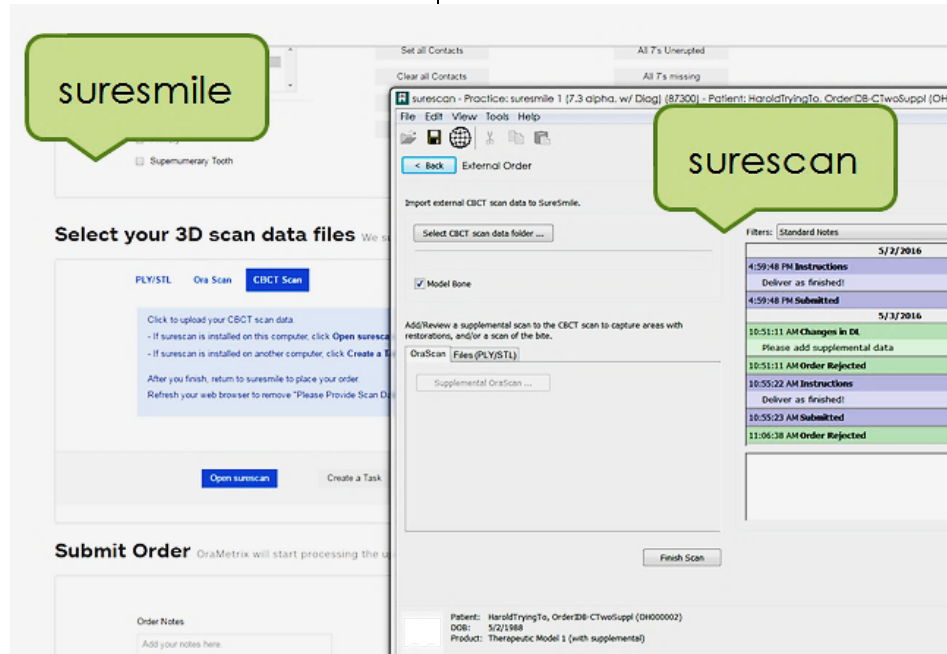 suresmile
Set all Contacts
All 7's Unerupted
Clear all Contacts
All 7's missing
Supernumerary Tooth
surescan - Practice: suresmile 1 (7.3 alpha, w/ Diag) (87300) - Patient: HaroldTryingTo, OrderIDB-CTwoSuppl (OH
File Edit View Tools Help
surescan
< Back
External Order
Import external CBCT scan data to SureSmile.
Select CBCT scan data folder ...
Model Bone
Add/Review a supplemental scan to the CBCT scan to capture areas with
restorations, and/or a scan of the bite.
OraScan
Files (PLY/STL)
Supplemental OraScan ...
Filters:
Standard Notes
5/2/2016
4:59:48 PM Instructions
Deliver as finished!
4:59:48 PM Submitted
5/3/2016
10:51:11 AM Changes in DL
Please add supplemental data
10:51:11 AM Order Rejected
10:55:22 AM Instructions
Deliver as finished!
10:55:23 AM Submitted
11:06:38 AM Order Rejected
Finish Scan
Patient: HaroldTryingTo, OrderIDB-CTwoSuppl (OH000002)
DOB: 5/2/1988
Product: Therapeutic Model 1 (with supplemental)
Select your 3D scan data files We s
PLY/STL
Ora Scan
CBCT Scan
Click to upload your CBCT scan data.
- If surescan is installed on this computer, click Open suresca
- If surescan is installed on another computer, click Create a T
After you finish, return to suresmile to place your order.
Refresh your web browser to remove "Please Provide Scan Da
Open surescan
Create a Task
Submit Order OraMetrix will start processing the u
Order Notes
Add your notes here